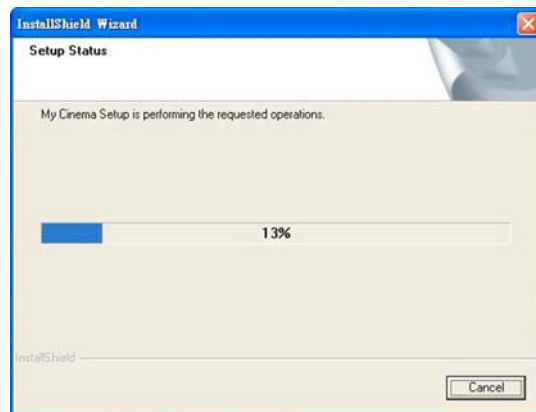 InstallShield Wizard
Setup Status
My Cinema Setup is performing the requested operations.
13%
InstallShield
Cancel